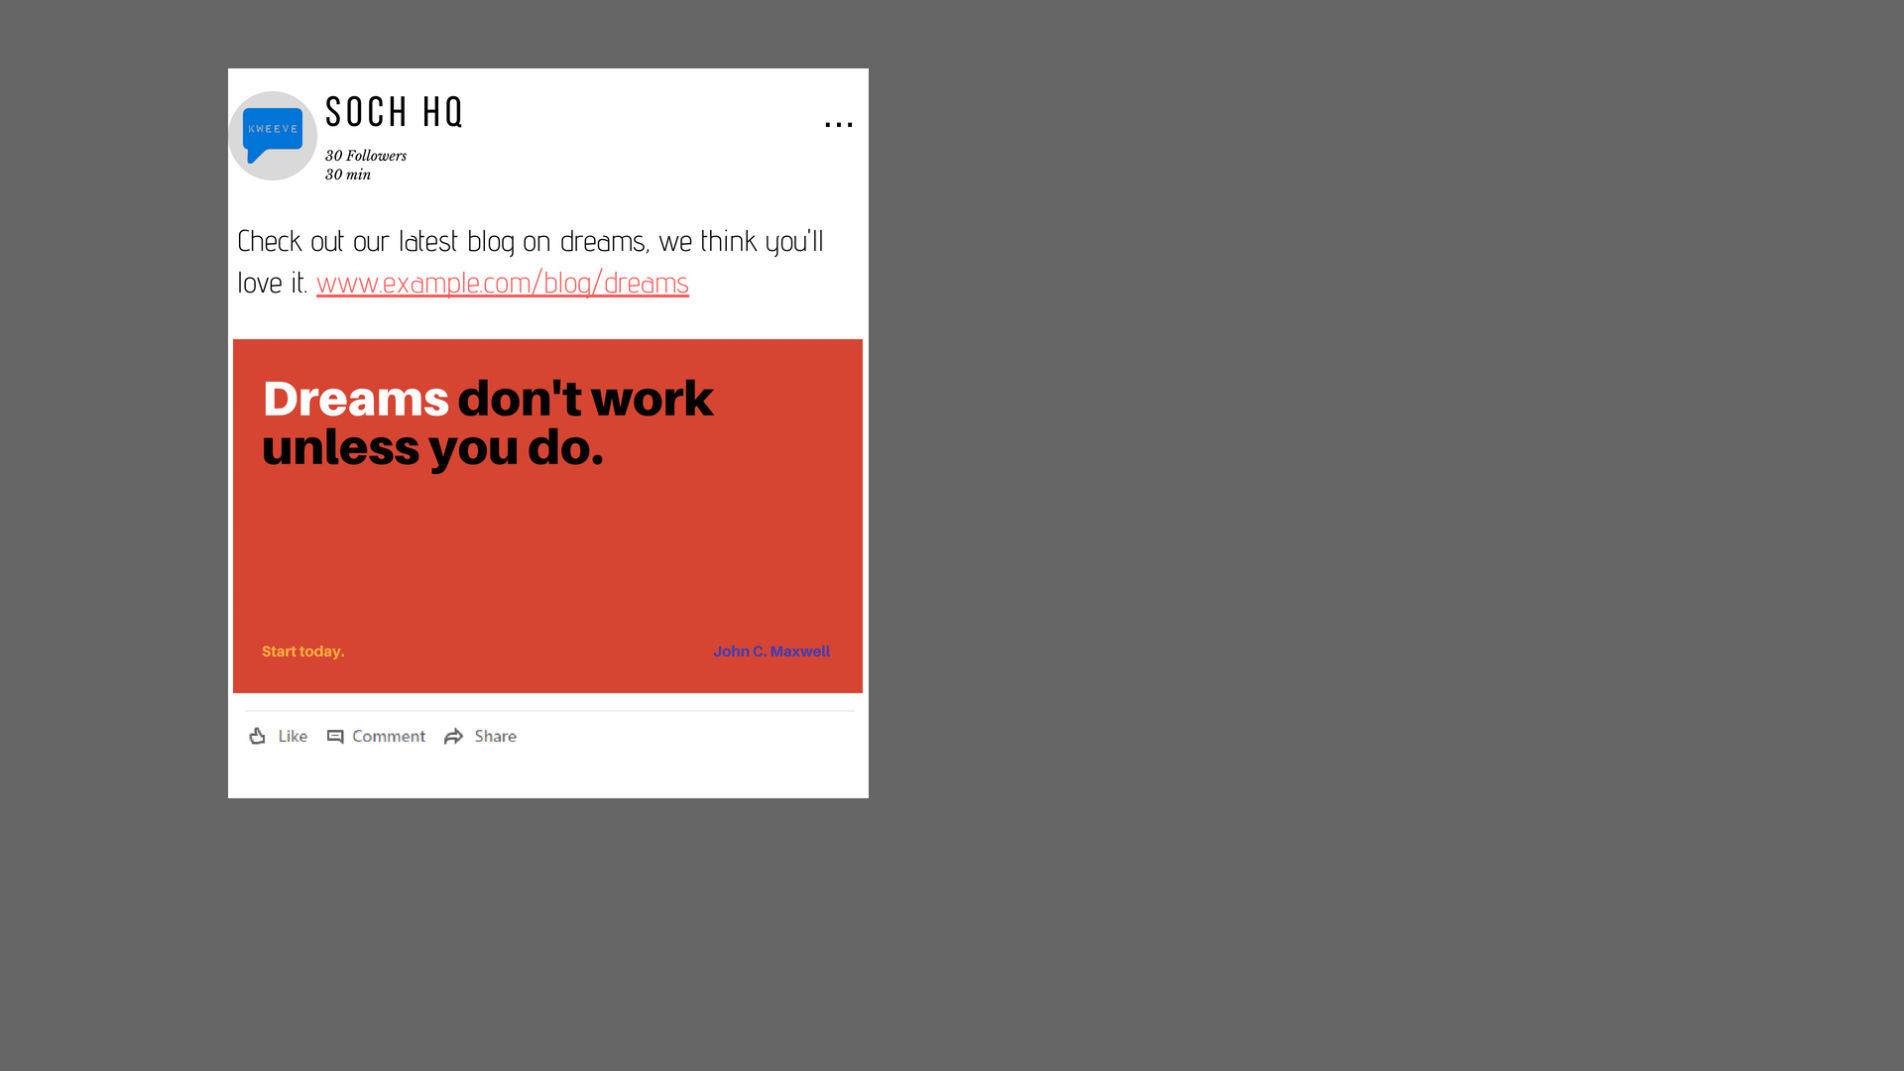 KWEEVE
SOCH HQ
...
30 Followers
30 min
Check out our latest blog on dreams, we think you'll
love it. www.example.com/blog/dreams
Dreams don't work
unless you do.
Start today.
John C. Maxwell
Like Comment Share